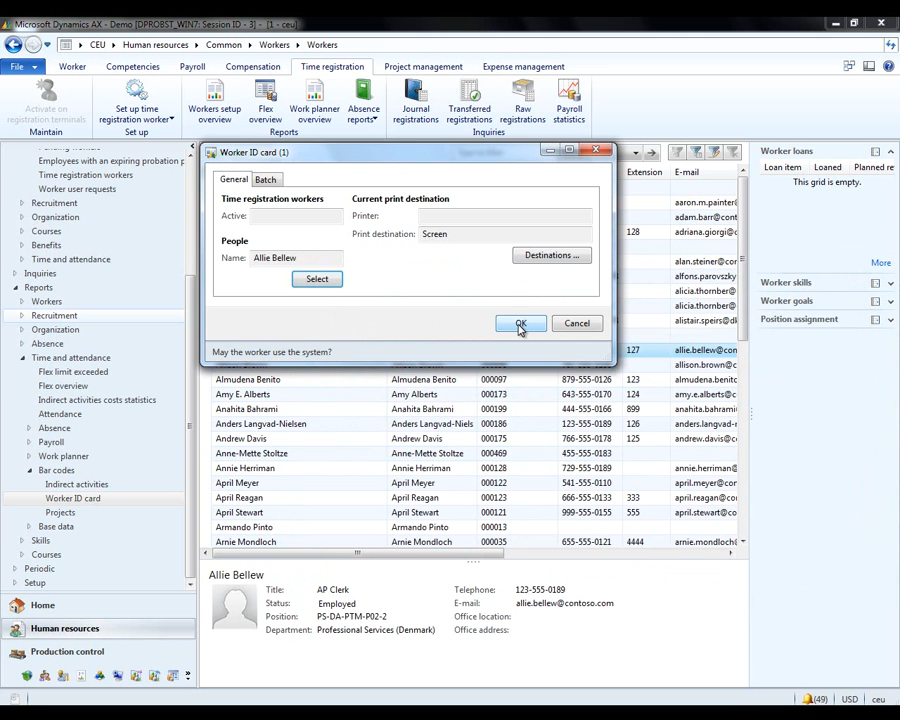 Microsoft Dynamics AX - Demo [DPROBST_WIN7: Session ID - 3] - [1 - ceu]
CEU Human resources Common Workers Workers
File Worker Competencies Payroll Compensation Time registration Project management Expense management
Activate on registration terminals
Set up time registration worker
Workers setup overview
Flex overview
Work planner overview
Absence reports
Journal registrations
Transferred registrations
Raw registrations
Payroll statistics
Maintain Set up Reports Inquiries
Employees with an expiring probation p
Time registration workers
Worker user requests
Recruitment
Organization
Courses
Benefits
Time and attendance
Inquiries
Reports
Workers
Recruitment
Organization
Absence
Time and attendance
Flex limit exceeded
Flex overview
Indirect activities costs statistics
Attendance
Absence
Payroll
Work planner
Bar codes
Indirect activities
Worker ID card
Projects
Base data
Skills
Courses
Periodic
Setup
Home
Human resources
Production control
Worker ID card (1)
General Batch
Time registration workers Current print destination
Active: Printer:
Print destination: Screen
People
Name: Allie Bellew Destinations ...
Select
OK Cancel
May the worker use the system?
Extension E-mail
aaron.m.painter
adam.barr@cont
128 adriana.giorgi@
alan.steiner@co
alfons.parovszky
alicia.thornber@
alicia.thornber@
alistair.speirs@d
127 allie.bellew@con
allison.brown@c
Almudena Benito Almudena Benito 000097 879-555-0126 123 almudena.benito
Amy E. Alberts Amy E. Alberts 000173 643-555-0170 124 amy.e.alberts@
Anahita Bahrami Anahita Bahrami 000199 444-555-0166 899 anahita.bahrami
Anders Langvad-Nielsen Anders Langvad-Niels 000186 123-555-0189 126 anders.langvad-
Andrew Davis Andrew Davis 000175 766-555-0178 125 andrew.davis@c
Anne-Mette Stoltze Anne-Mette Stoltze 000469 455-555-0183
Annie Herriman Annie Herriman 000128 729-555-0189 annie.herriman@
April Meyer April Meyer 000122 541-555-0110 april.meyer@con
April Reagan April Reagan 000121 666-555-0133 333 april.reagan@co
April Stewart April Stewart 000121 999-555-0155 555 april.stewart@co
Armando Pinto Armando Pinto 000013
Arnie Mondloch Arnie Mondloch 000035 655-555-0121 4444 arnie.mondloch@
Allie Bellew
Title: AP Clerk Telephone: 123-555-0189
Status: Employed E-mail: allie.bellew@contoso.com
Position: PS-DA-PTM-P02-2 Office location:
Department: Professional Services (Denmark) Office address:
Worker loans
Loan item Loaned Planned re
This grid is empty.
More
Worker skills
Worker goals
Position assignment
(49) USD ceu